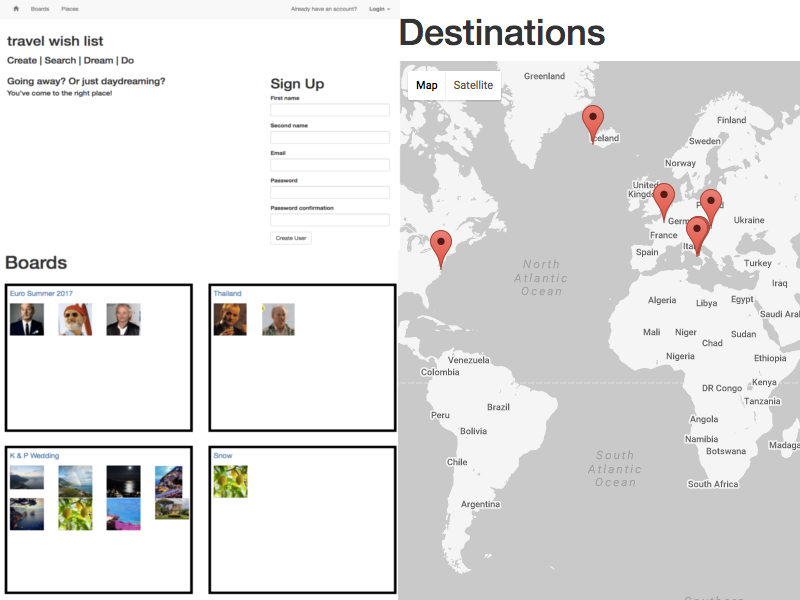 Boards Places Already have an account? Login
travel wish list
Create | Search | Dream | Do
Going away? Or just daydreaming?
You've come to the right place!
Sign Up
First name
Second name
Email
Password
Password confirmation
Create User
Boards
Euro Summer 2017
Thailand
K & P Wedding
Snow
Destinations
Map Satellite
Greenland
Iceland
Finland
Sweden
Norway
United
Kingdom
Poland
Germany
Ukraine
France
Italy
Spain
Turkey
Iraq
North
Atlantic
Ocean
Algeria
Libya
Egypt
Saudi Arab
Mali
Niger
Sudan
Chad
Nigeria
Ethiopia
Venezuela
Colombia
DR Congo
Kenya
Tanzania
Peru
Brazil
Bolivia
Angola
Namibia
Botswana
Madaga
Chile
South
Atlantic
Ocean
South Africa
Argentina
Southern